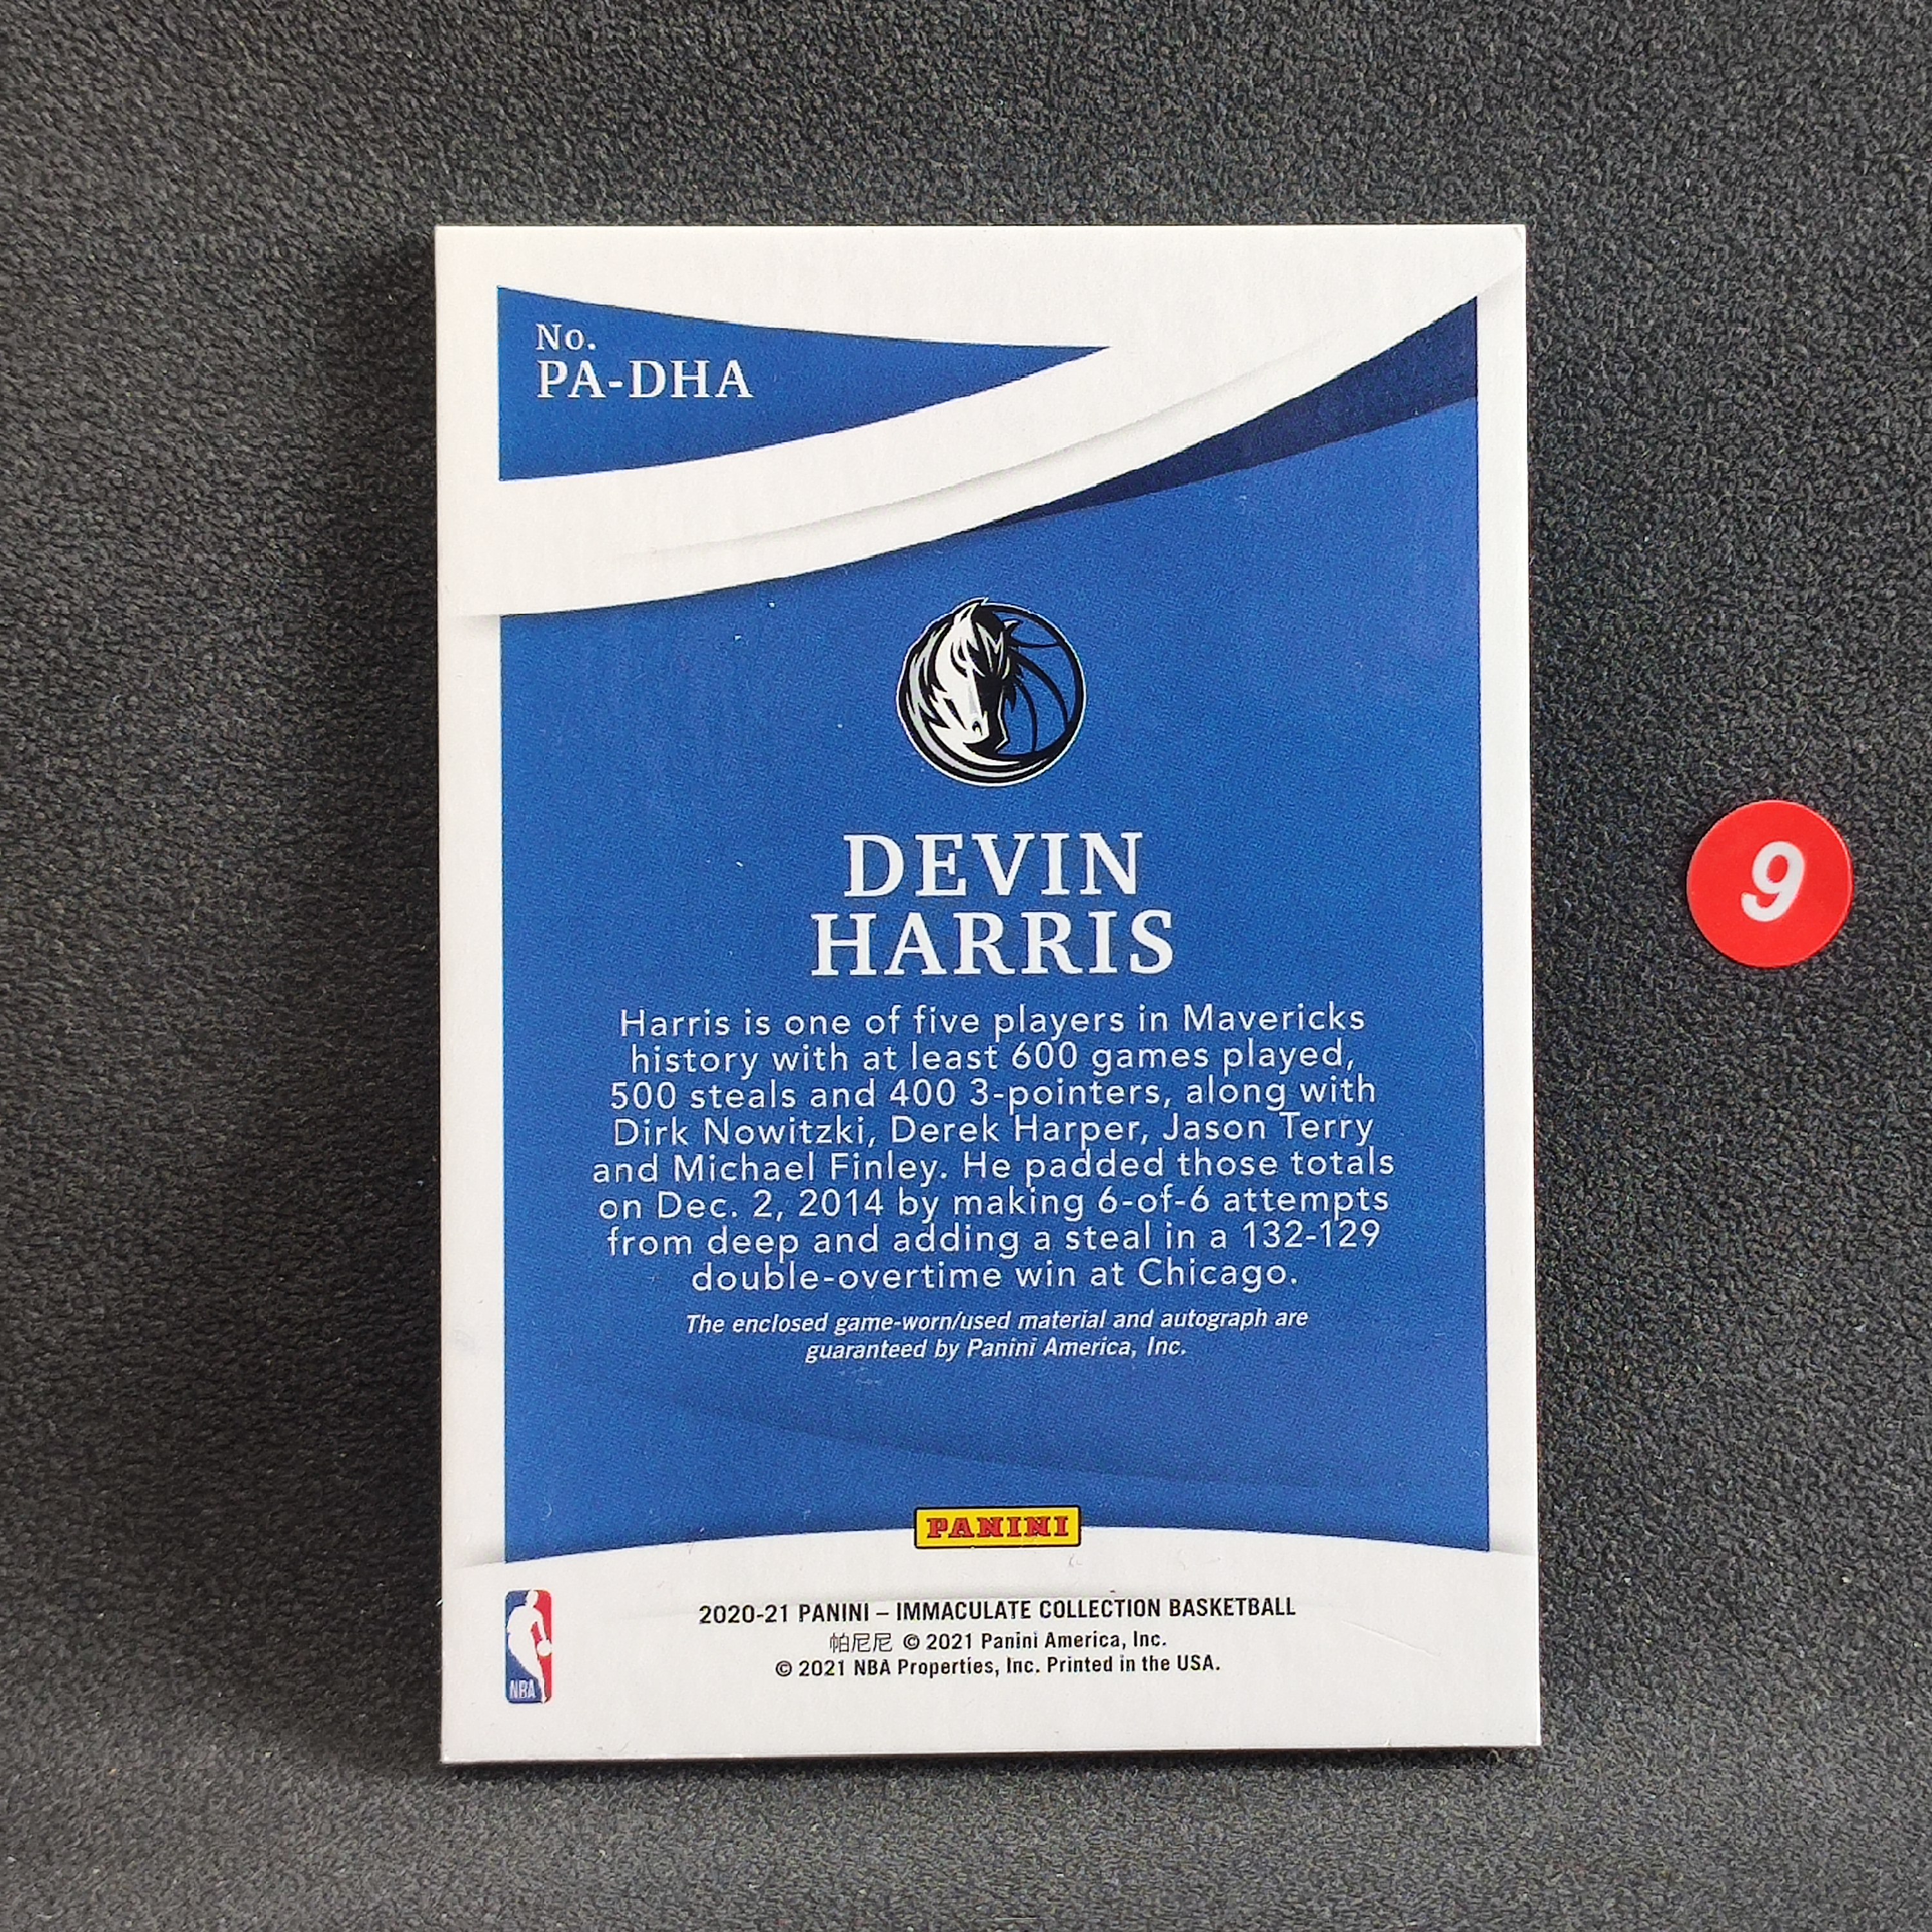 No.
PA-DHA
DEVIN
HARRIS
Harris is one of five players in Mavericks
history with at least 600 games played,
500 steals and 400 3-pointers, along with
Dirk Nowitzki, Derek Harper, Jason Terry
and Michael Finley. He padded those totals
on Dec. 2, 2014 by making 6-of-6 attempts
from deep and adding a steal in a 132-129
double-overtime win at Chicago.
The enclosed game-worn/used material and autograph are
guaranteed by Panini America, Inc.
PANINI
2020-21 PANINI – IMMACULATE COLLECTION BASKETBALL
帕尼尼 © 2021 Panini America, Inc.
© 2021 NBA Properties, Inc. Printed in the USA.
NBA
9